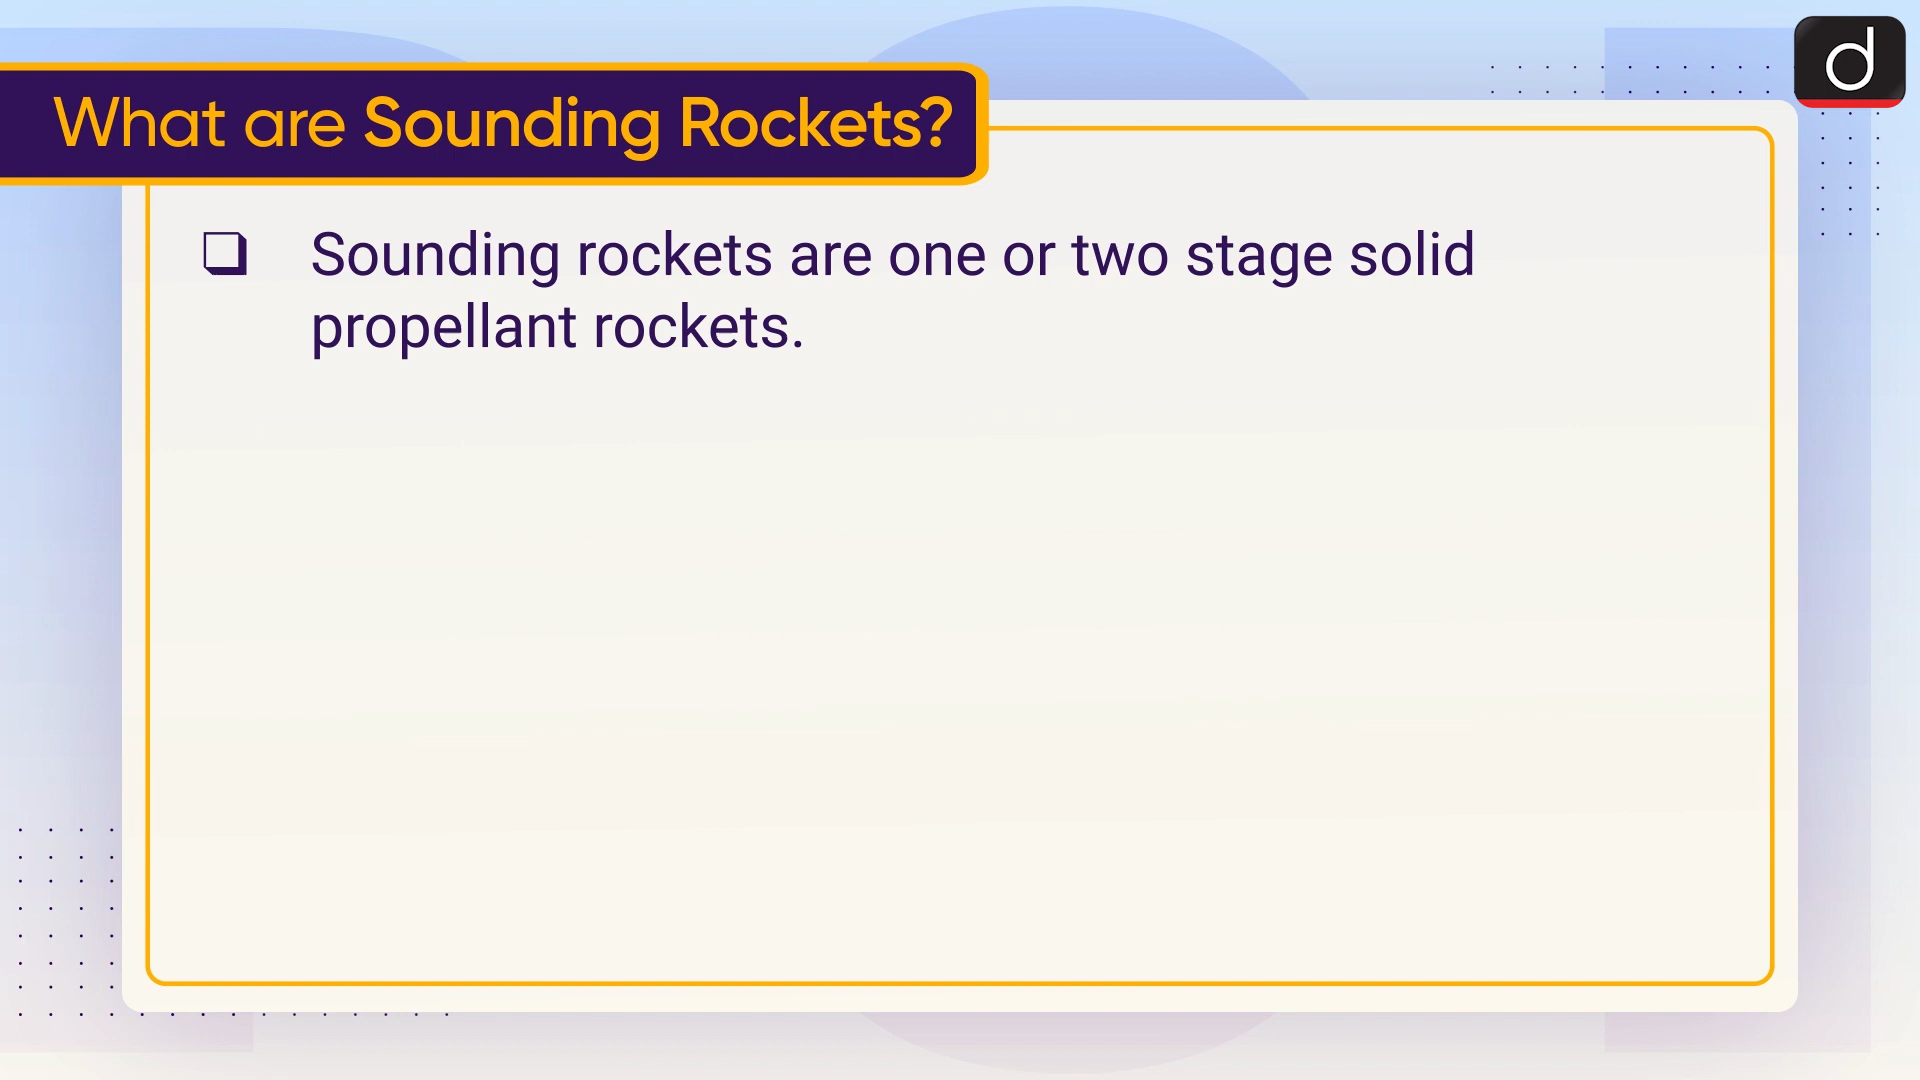 What are Sounding Rockets?
d
Sounding rockets are one or two stage solid
propellant rockets.